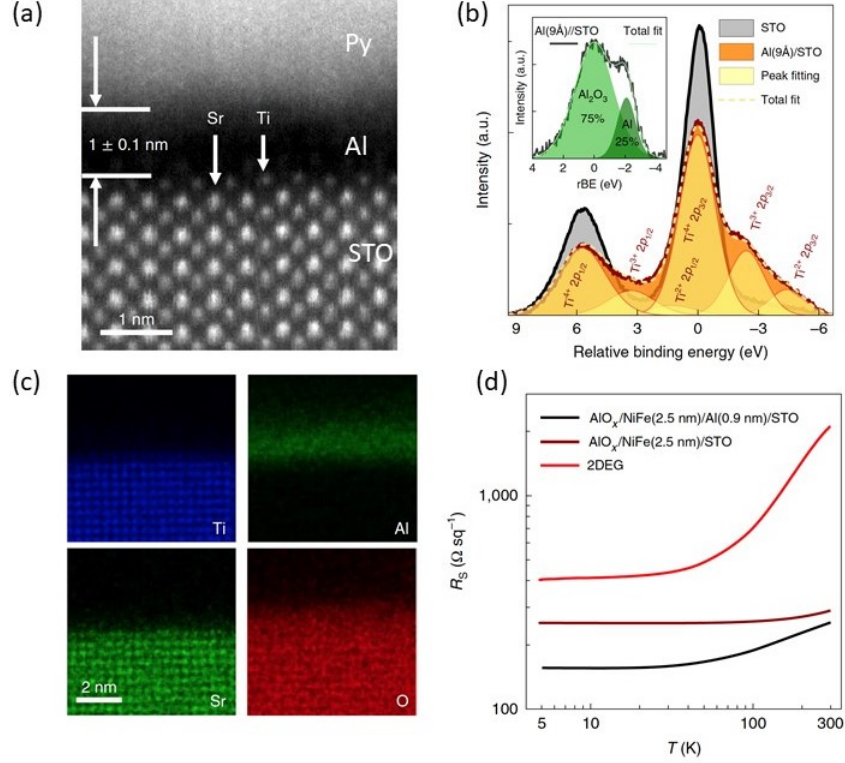 (a)
Py
Sr
Ti
1 ± 0.1 nm
Al
STO
1 nm
(b)
Al(9Å)//STO
Total fit
Intensity (a.u.)
Al₂O₃
75%
Al
25%
4 2 0 −2 −4
rBE (eV)
STO
Al(9Å)/STO
Peak fitting
Total fit
Intensity (a.u.)
Ti⁴⁺ 2p₁/₂
Ti³⁺ 2p₁/₂
Ti²⁺ 2p₁/₂
Ti⁴⁺ 2p₃/₂
Ti³⁺ 2p₃/₂
Ti²⁺ 2p₃/₂
9 6 3 0 −3 −6
Relative binding energy (eV)
(c)
Ti
Al
2 nm
Sr
O
(d)
AlOₓ/NiFe(2.5 nm)/Al(0.9 nm)/STO
AlOₓ/NiFe(2.5 nm)/STO
2DEG
1,000
100
R_S (Ω sq⁻¹)
5 10 100 300
T (K)